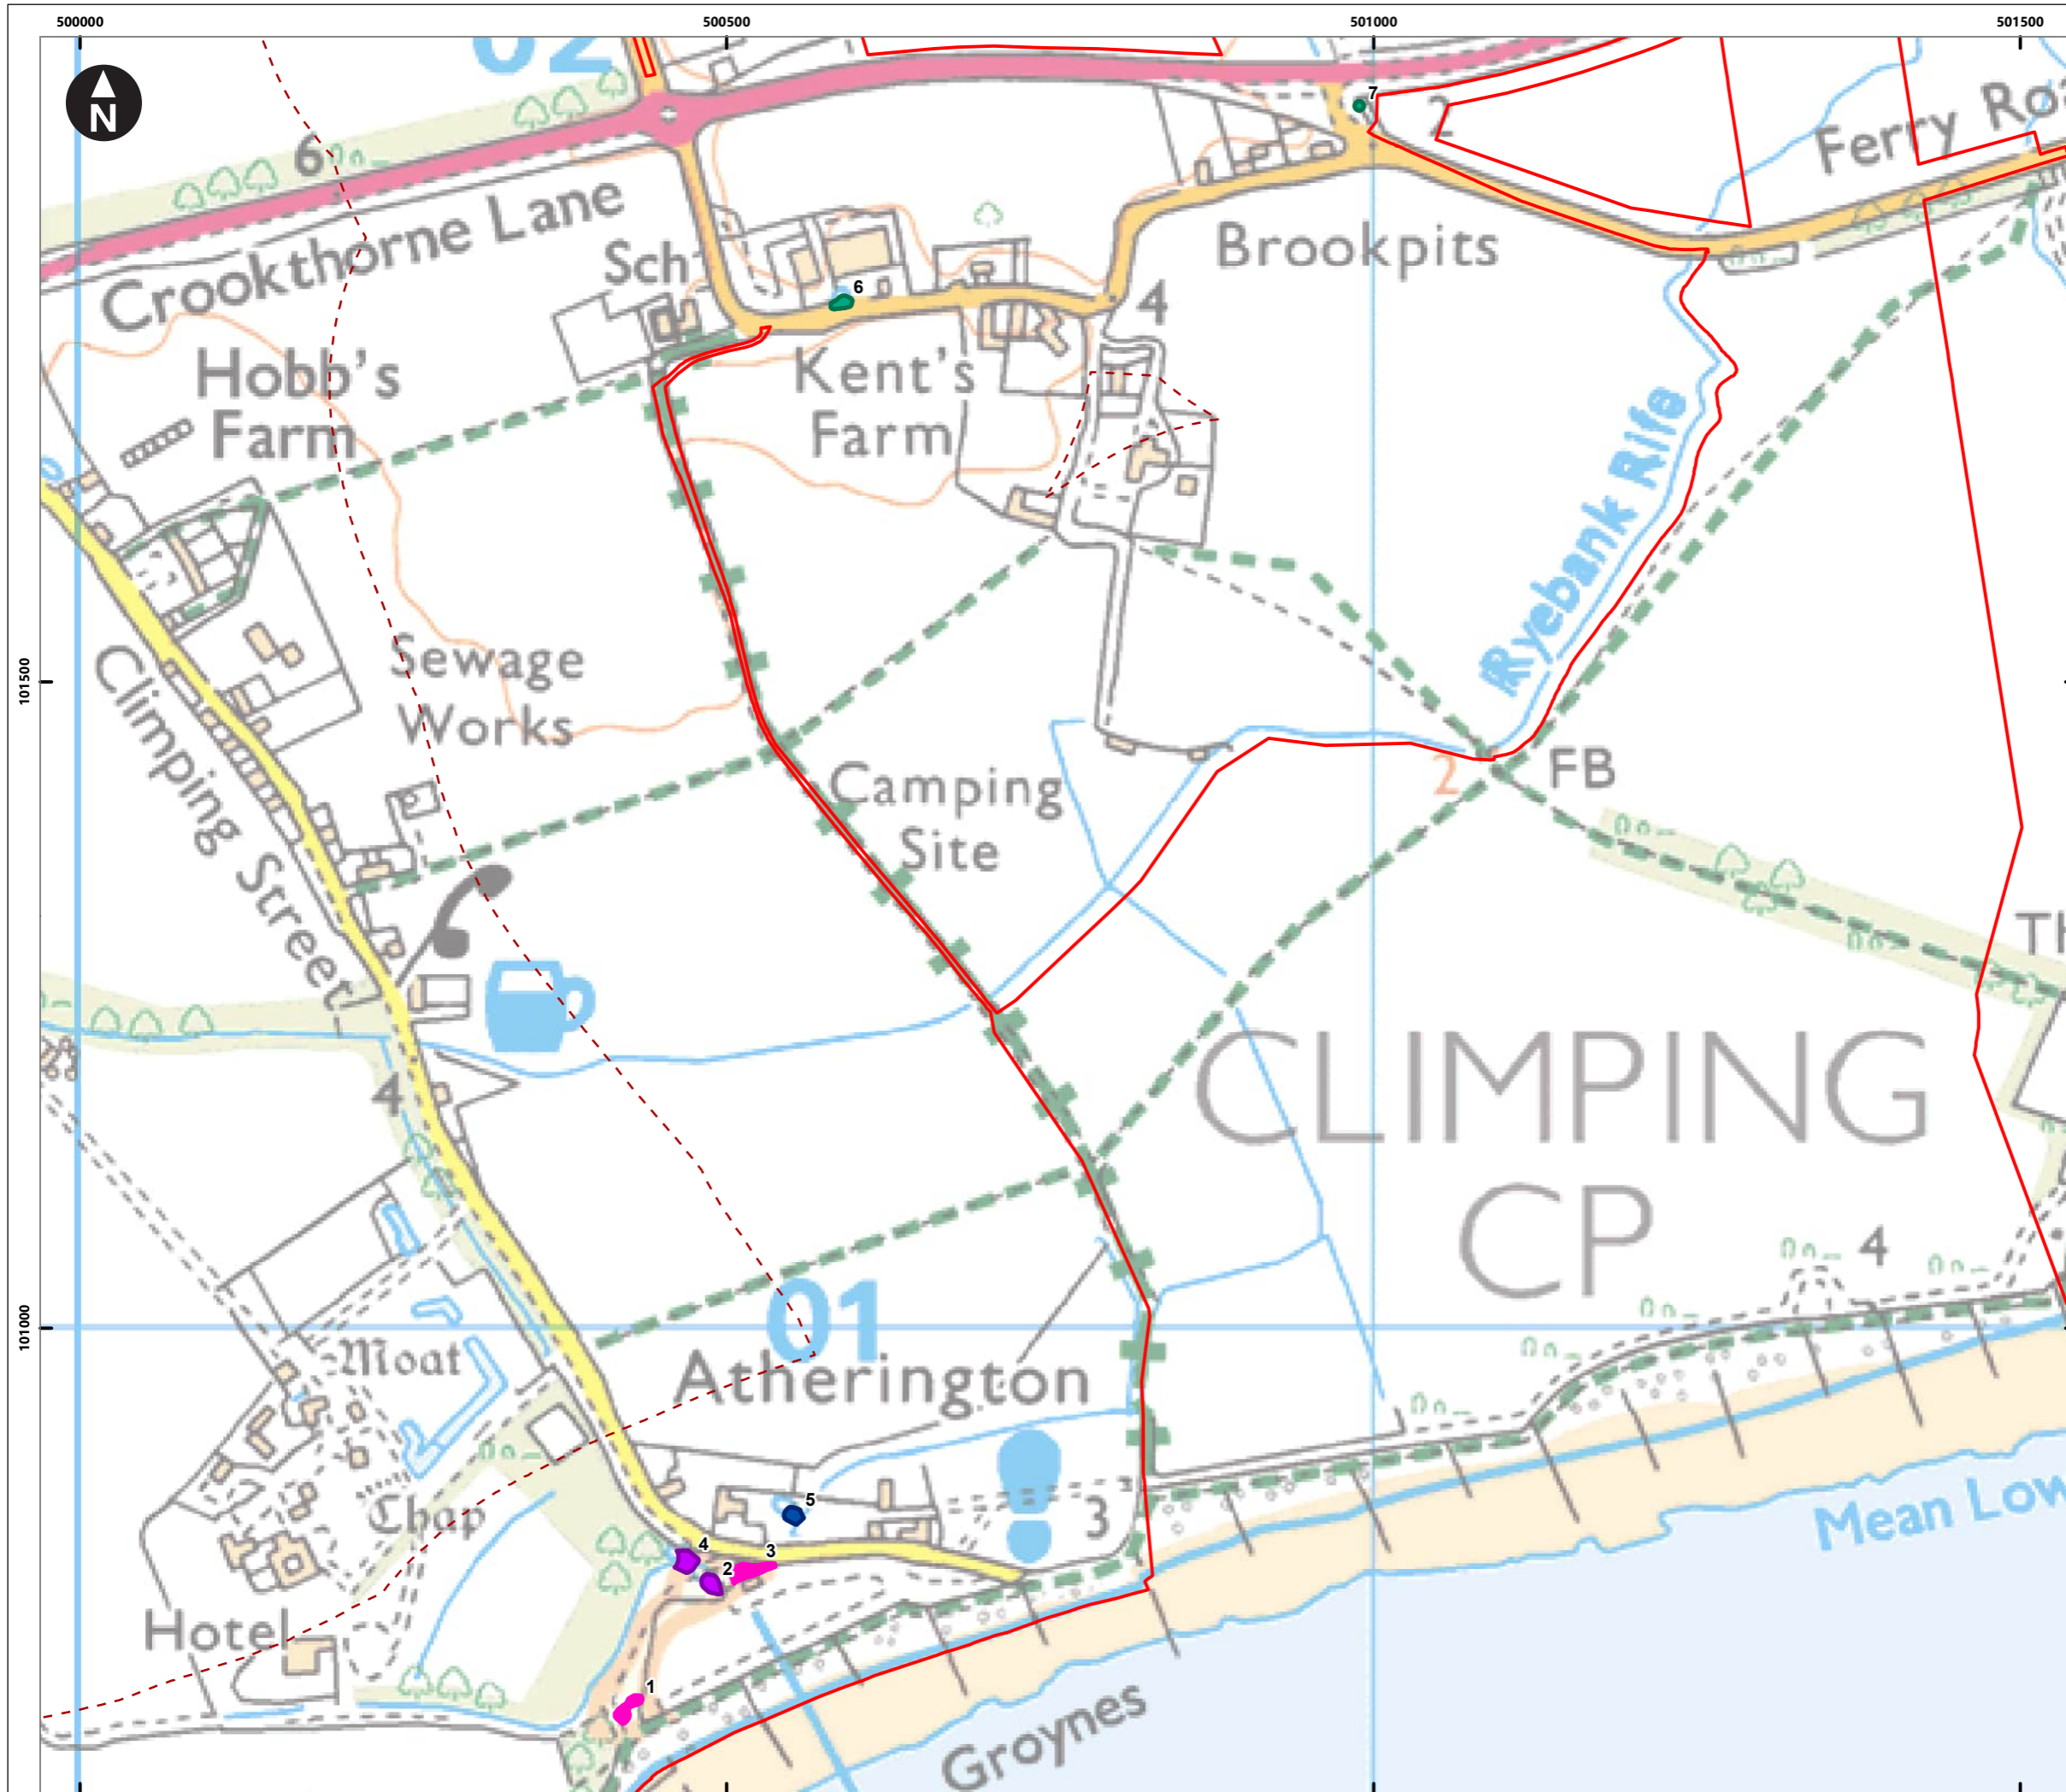 500000
500500
501000
501500
02
N
6
7
2
Ferry Ro
Crookthorne Lane
Sch
Brookpits
6
4
Hobb's
Farm
Kent's
Farm
Ryebank Rife
101500
Sewage
Works
Climping Street
Camping
Site
2
FB
Th
4
CLIMPING
CP
4
01
101000
Moat
Atherington
Chap
5
3
4
2
3
Mean Low
Hotel
1
Groynes